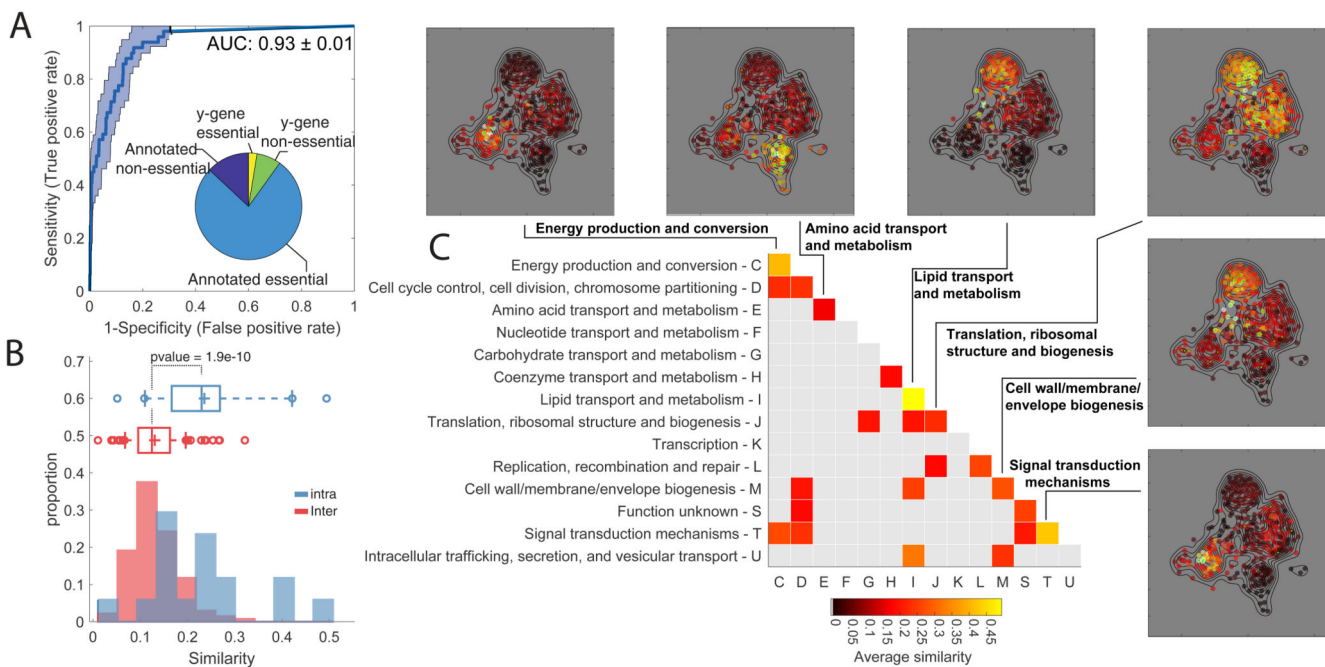 A
1
0.8
0.6
0.4
0.2
0
0
0.2
0.4
0.6
0.8
1
Sensitivity (True positive rate)
1-Specificity (False positive rate)
AUC: 0.93 ± 0.01
y-gene
essential
y-gene
non-essential
Annotated
non-essential
Annotated essential
B
0.7
0.6
0.5
0.4
0.3
0.2
0.1
0
proportion
pvalue = 1.9e-10
intra
Inter
0
0.1
0.2
0.3
0.4
0.5
Similarity
C
Energy production and conversion
Amino acid transport
and metabolism
Lipid transport
and metabolism
Translation, ribosomal
structure and biogenesis
Cell wall/membrane/
envelope biogenesis
Signal transduction
mechanisms
Energy production and conversion - C
Cell cycle control, cell division, chromosome partitioning - D
Amino acid transport and metabolism - E
Nucleotide transport and metabolism - F
Carbohydrate transport and metabolism - G
Coenzyme transport and metabolism - H
Lipid transport and metabolism - I
Translation, ribosomal structure and biogenesis - J
Transcription - K
Replication, recombination and repair - L
Cell wall/membrane/envelope biogenesis - M
Function unknown - S
Signal transduction mechanisms - T
Intracellular trafficking, secretion, and vesicular transport - U
C D E F G H I J K L M S T U
0
0.05
0.1
0.15
0.2
0.25
0.3
0.35
0.4
0.45
Average similarity